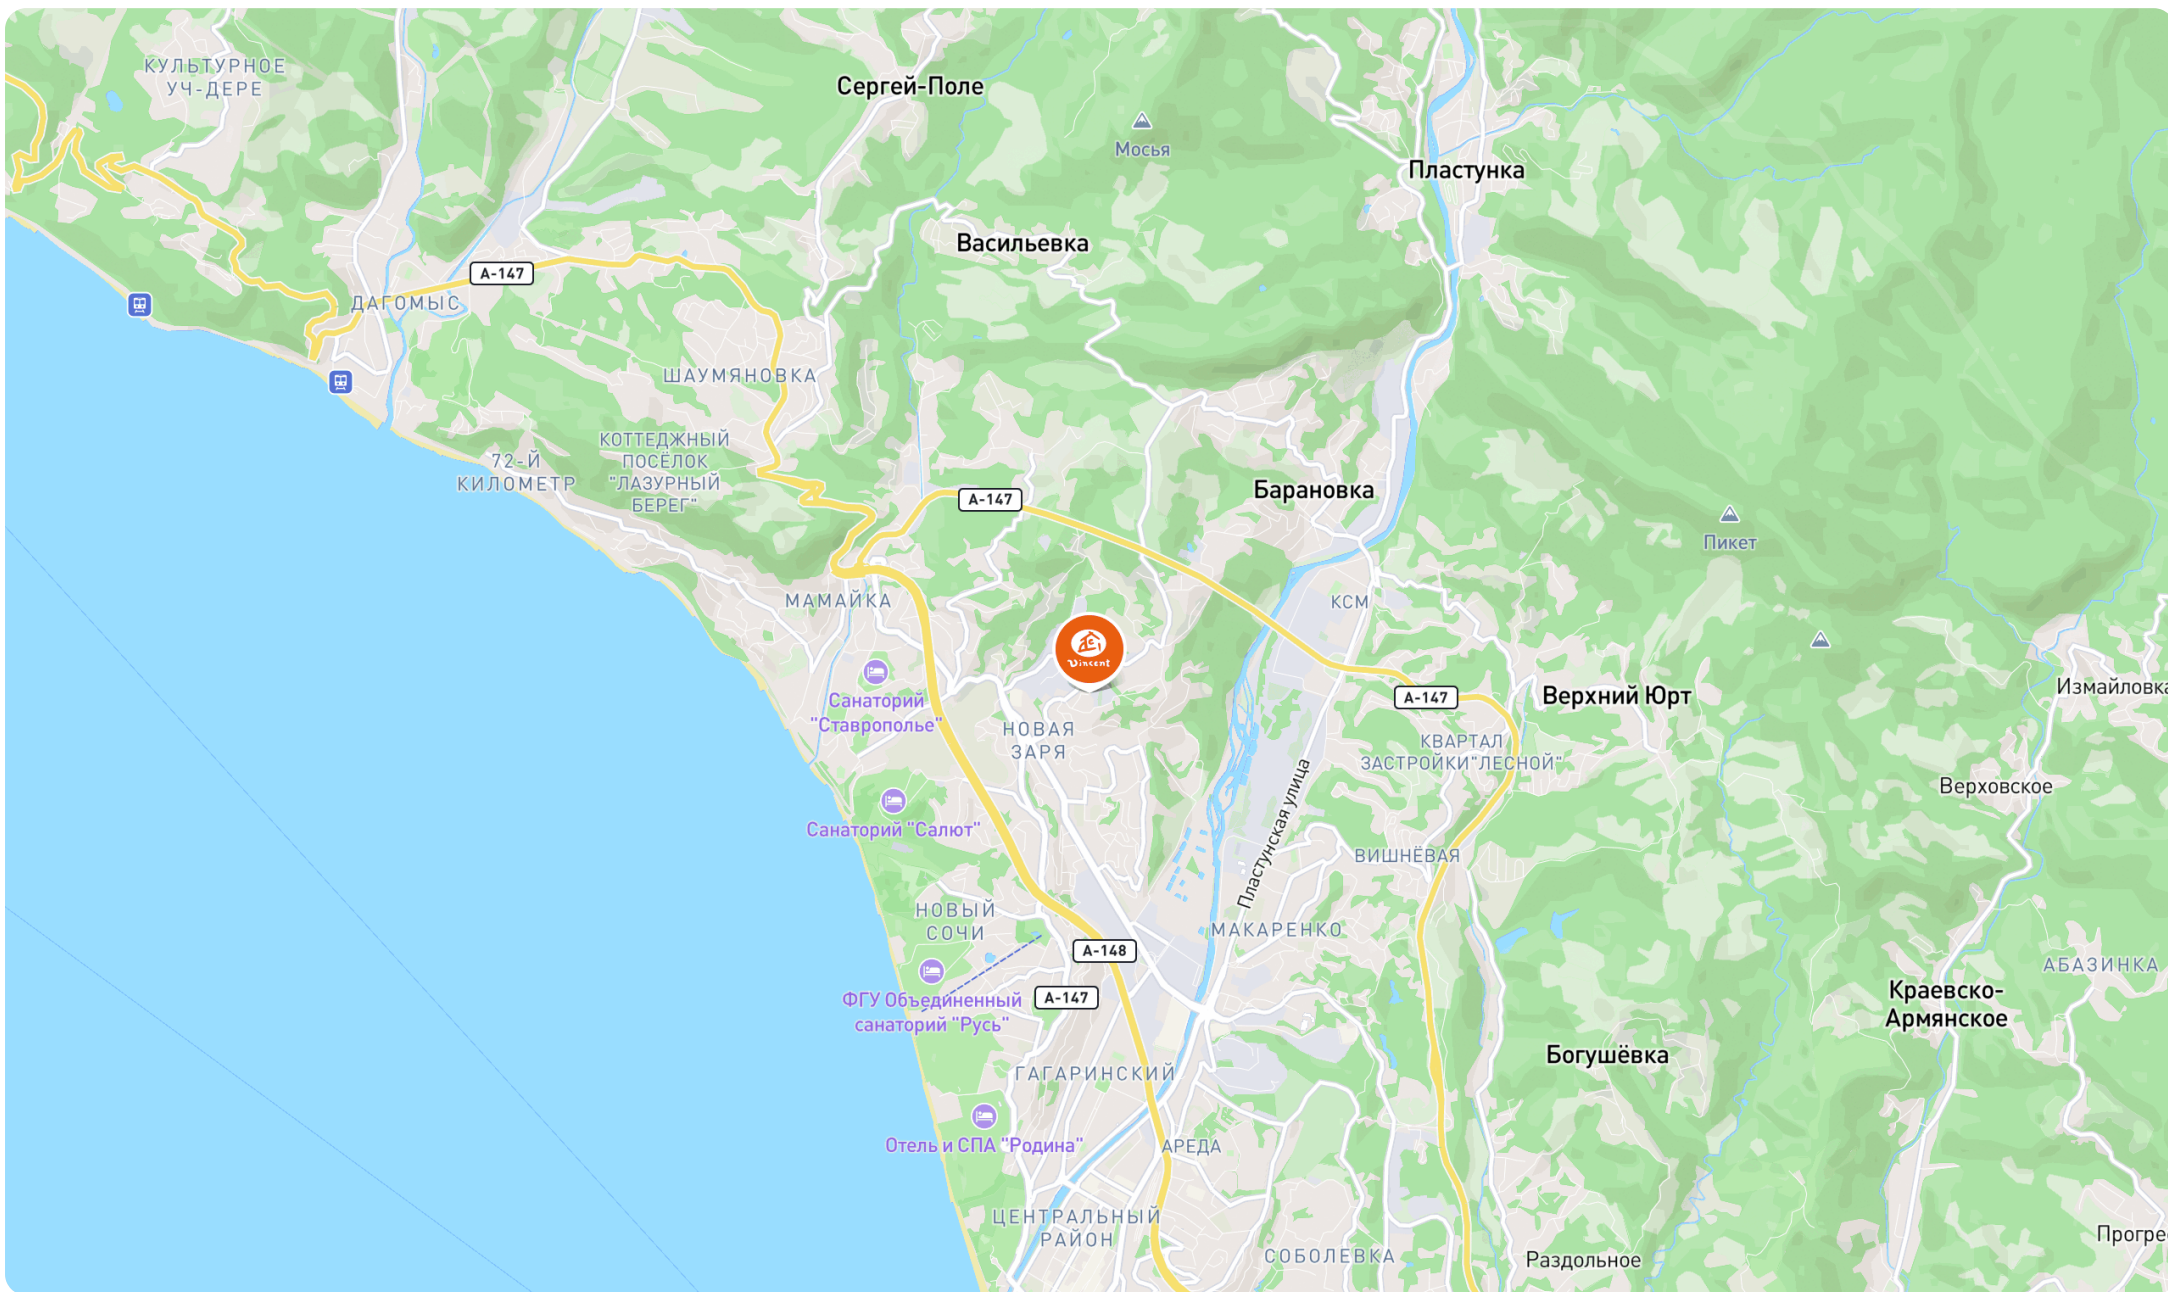 КУЛЬТУРНОЕ
УЧ-ДЕРЕ
Сергей-Поле
Мосья
Пластунка
Васильевка
А-147
ДАГОМЫС
ШАУМЯНОВКА
КОТТЕДЖНЫЙ
ПОСЁЛОК
"ЛАЗУРНЫЙ
БЕРЕГ"
72-Й
КИЛОМЕТР
А-147
Барановка
Пикет
МАМАЙКА
КСМ
Vincent
Санаторий
"Ставрополье"
А-147
Верхний Юрт
Измайловка
НОВАЯ
ЗАРЯ
КВАРТАЛ
ЗАСТРОЙКИ"ЛЕСНОЙ"
Верховское
Санаторий "Салют"
Пластунская улица
ВИШНЁВАЯ
НОВЫЙ
СОЧИ
МАКАРЕНКО
А-148
АБАЗИНКА
ФГУ Объединенный
санаторий "Русь"
А-147
Краевско-
Армянское
Богушёвка
ГАГАРИНСКИЙ
Отель и СПА "Родина"
АРЕДА
ЦЕНТРАЛЬНЫЙ
РАЙОН
СОБОЛЕВКА
Раздольное
Прогре